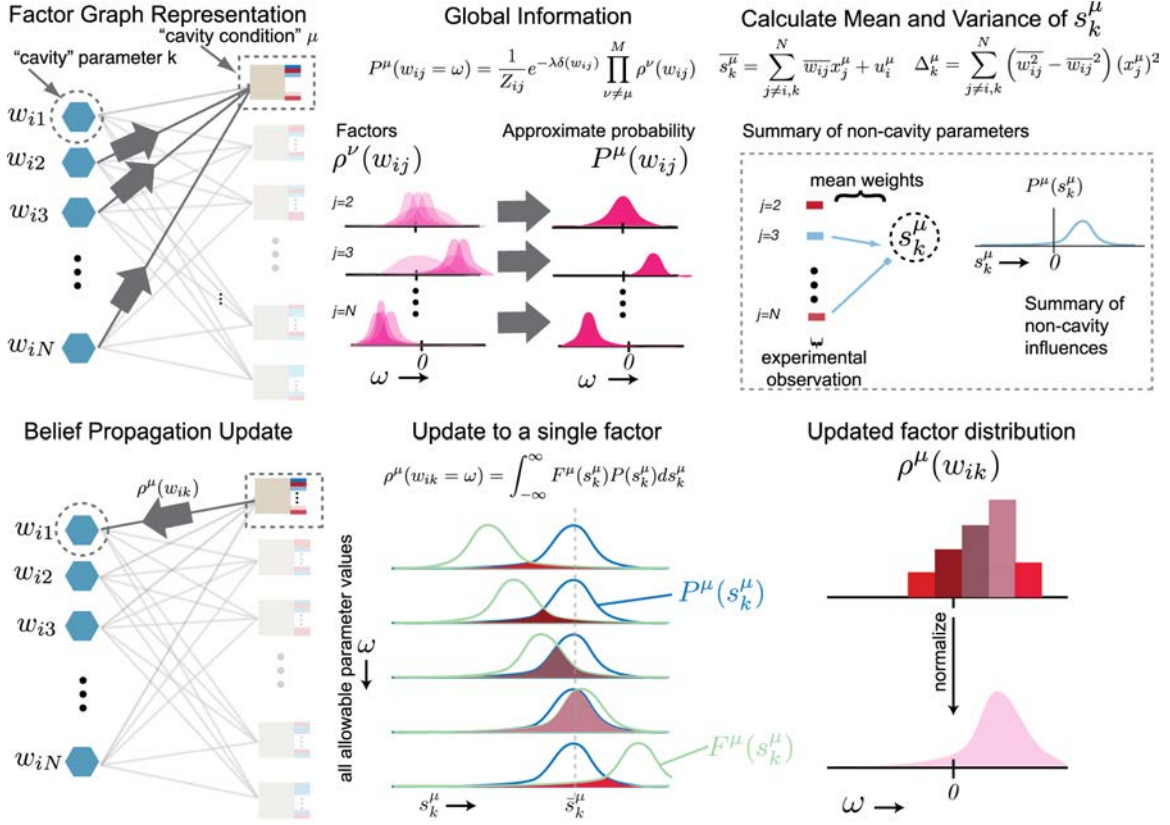 Factor Graph Representation
"cavity condition" μ
"cavity" parameter k
w_{i1}
w_{i2}
w_{i3}
w_{iN}
Global Information
P^μ(w_{ij} = ω) = \frac{1}{Z_{ij}} e^{-λδ(w_{ij})} \prod_{ν≠μ}^{M} ρ^ν(w_{ij})
Factors
ρ^ν(w_{ij})
Approximate probability
P^μ(w_{ij})
j=2
j=3
j=N
0
0
ω →
ω →
Calculate Mean and Variance of s_k^μ
\overline{s_k^μ} = \sum_{j≠i,k}^{N} \overline{w_{ij}} x_j^μ + u_i^μ
Δ_k^μ = \sum_{j≠i,k}^{N} (\overline{w_{ij}^2} - \overline{w_{ij}}^2) (x_j^μ)^2
Summary of non-cavity parameters
mean weights
j=2
j=3
j=N
s_k^μ
experimental
observation
P^μ(s_k^μ)
s_k^μ →
0
Summary of
non-cavity
influences
Belief Propagation Update
ρ^μ(w_{ik})
w_{i1}
w_{i2}
w_{i3}
w_{iN}
Update to a single factor
ρ^μ(w_{ik} = ω) = \int_{-∞}^{∞} F^μ(s_k^μ)P(s_k^μ)ds_k^μ
all allowable parameter values
ω
P^μ(s_k^μ)
F^μ(s_k^μ)
s_k^μ →
\bar{s}_k^μ
Updated factor distribution
ρ^μ(w_{ik})
normalize
0
ω →